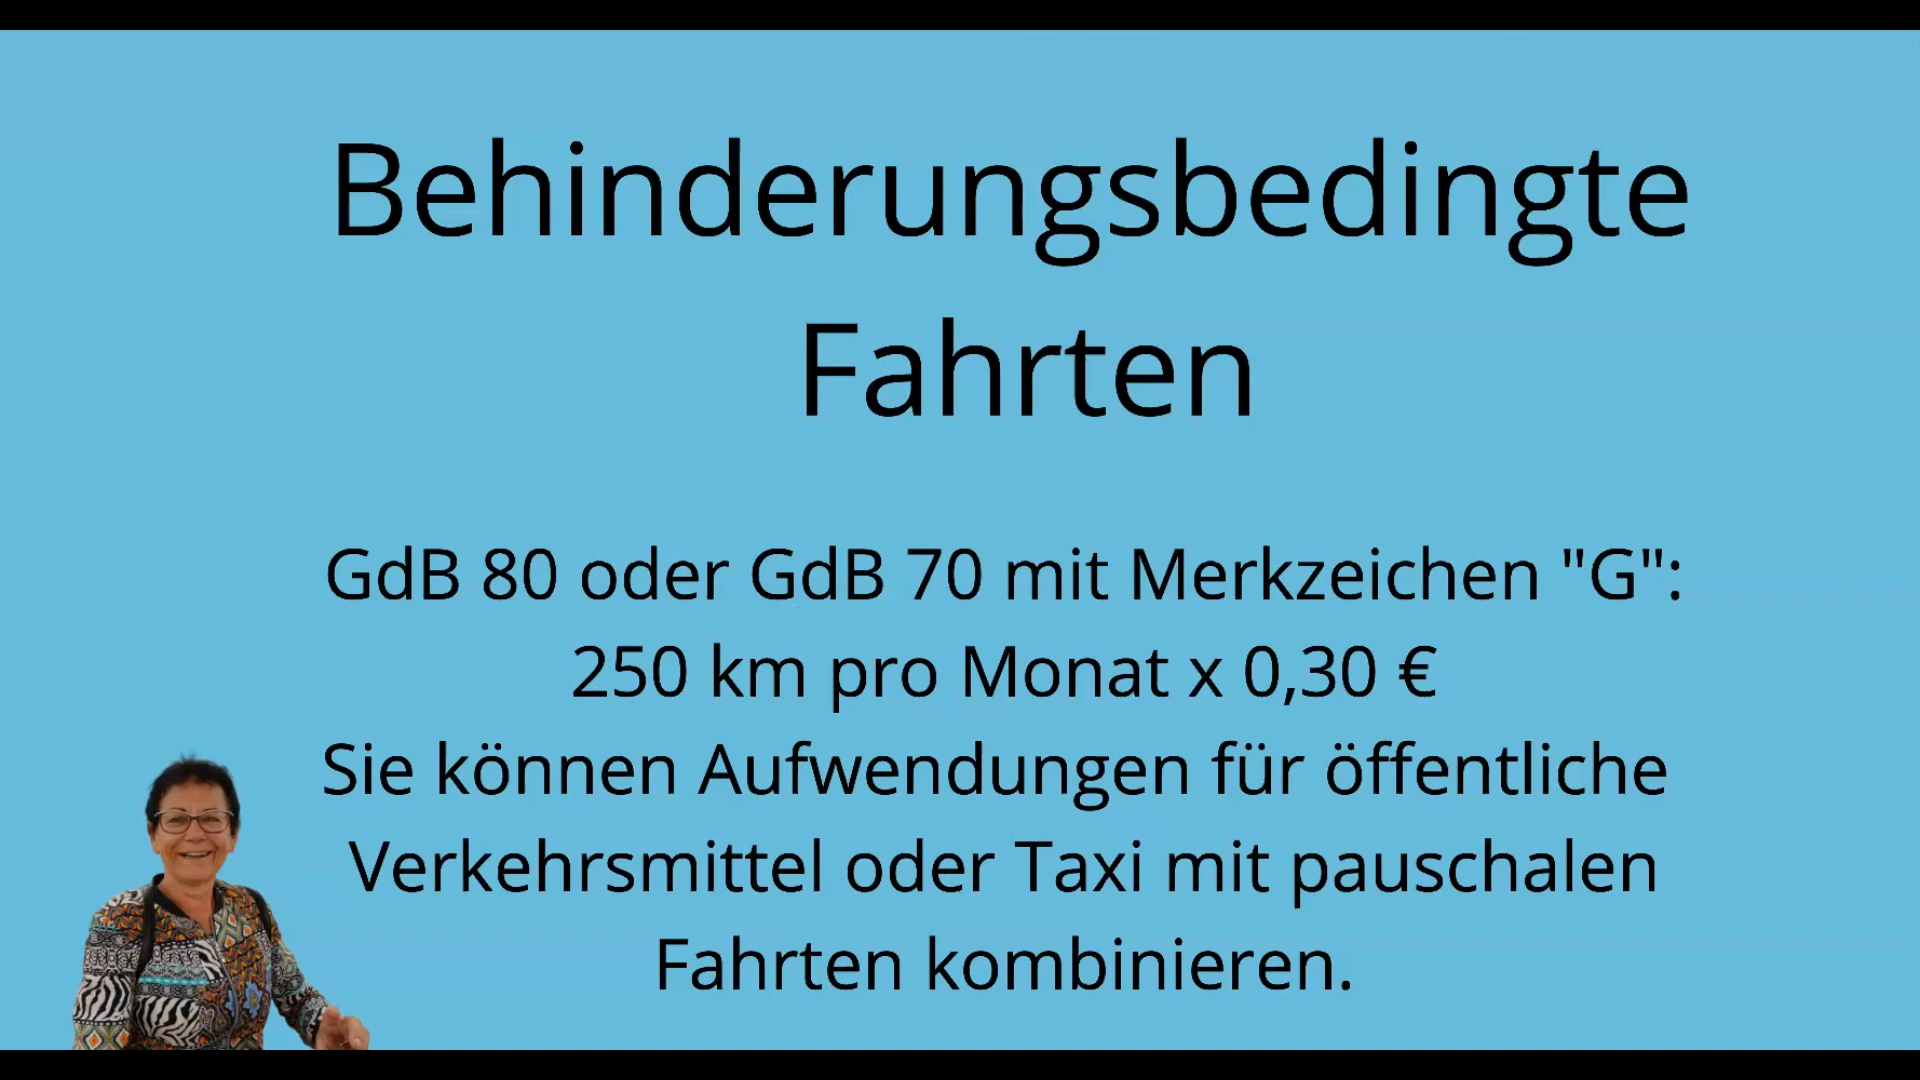 Behinderungsbedingte
Fahrten
GdB 80 oder GdB 70 mit Merkzeichen "G":
250 km pro Monat x 0,30 €
Sie können Aufwendungen für öffentliche
Verkehrsmittel oder Taxi mit pauschalen
Fahrten kombinieren.